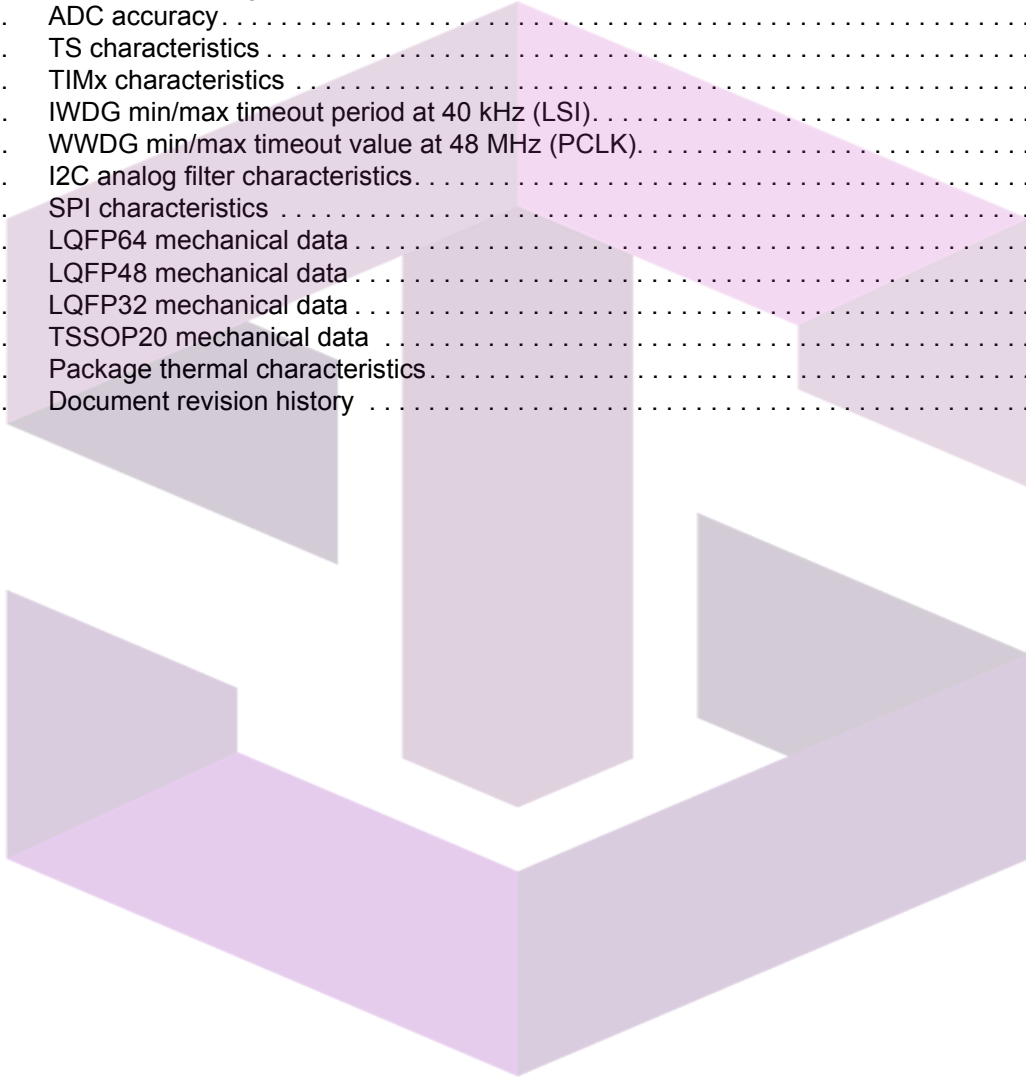 . ADC accuracy. . . . . . . . . . . . . . . . . . . . . . . . . . . . . . . . . . . . . . . . . . . . . . . . . . . . . . . . . . . . .
. TS characteristics . . . . . . . . . . . . . . . . . . . . . . . . . . . . . . . . . . . . . . . . . . . . . . . . . . . . . . . . . .
. TIMx characteristics . . . . . . . . . . . . . . . . . . . . . . . . . . . . . . . . . . . . . . . . . . . . . . . . . . . . . . . .
. IWDG min/max timeout period at 40 kHz (LSI). . . . . . . . . . . . . . . . . . . . . . . . . . . . . . . . . .
. WWDG min/max timeout value at 48 MHz (PCLK). . . . . . . . . . . . . . . . . . . . . . . . . . . . . .
. I2C analog filter characteristics. . . . . . . . . . . . . . . . . . . . . . . . . . . . . . . . . . . . . . . . . . . . . . .
. SPI characteristics . . . . . . . . . . . . . . . . . . . . . . . . . . . . . . . . . . . . . . . . . . . . . . . . . . . . . . . . .
. LQFP64 mechanical data . . . . . . . . . . . . . . . . . . . . . . . . . . . . . . . . . . . . . . . . . . . . . . . . . . .
. LQFP48 mechanical data . . . . . . . . . . . . . . . . . . . . . . . . . . . . . . . . . . . . . . . . . . . . . . . . . . .
. LQFP32 mechanical data . . . . . . . . . . . . . . . . . . . . . . . . . . . . . . . . . . . . . . . . . . . . . . . . . . .
. TSSOP20 mechanical data . . . . . . . . . . . . . . . . . . . . . . . . . . . . . . . . . . . . . . . . . . . . . . . . .
. Package thermal characteristics. . . . . . . . . . . . . . . . . . . . . . . . . . . . . . . . . . . . . . . . . . . . . .
. Document revision history . . . . . . . . . . . . . . . . . . . . . . . . . . . . . . . . . . . . . . . . . . . . . . . . . .